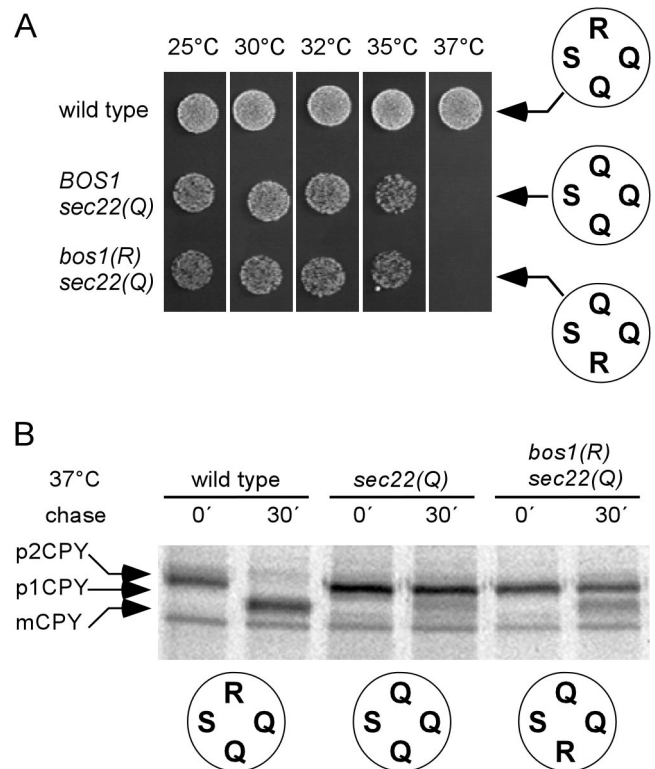 A
25°C 30°C 32°C 35°C 37°C
wild type
BOS1
sec22(Q)
bos1(R)
sec22(Q)
R
S Q
Q
Q
S Q
Q
Q
S Q
R
B
37°C
wild type
sec22(Q)
bos1(R)
sec22(Q)
chase
0´ 30´ 0´ 30´ 0´ 30´
p2CPY
p1CPY
mCPY
R
S Q
Q
Q
S Q
Q
Q
S Q
R